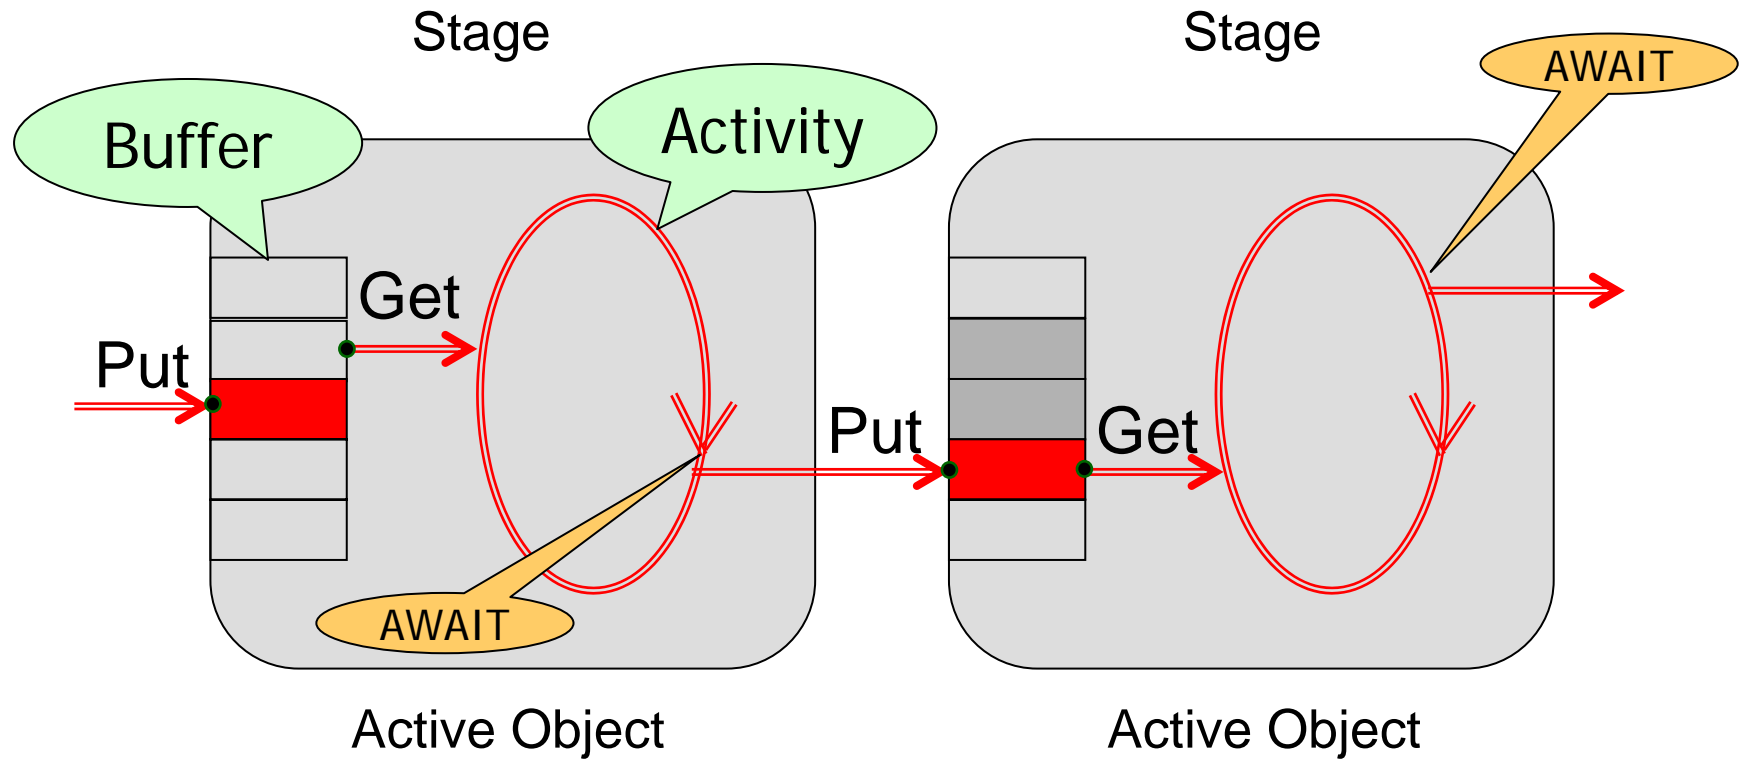 Stage
Stage
AWAIT
Buffer
Activity
Get
Put
Put
Get
AWAIT
Active Object
Active Object